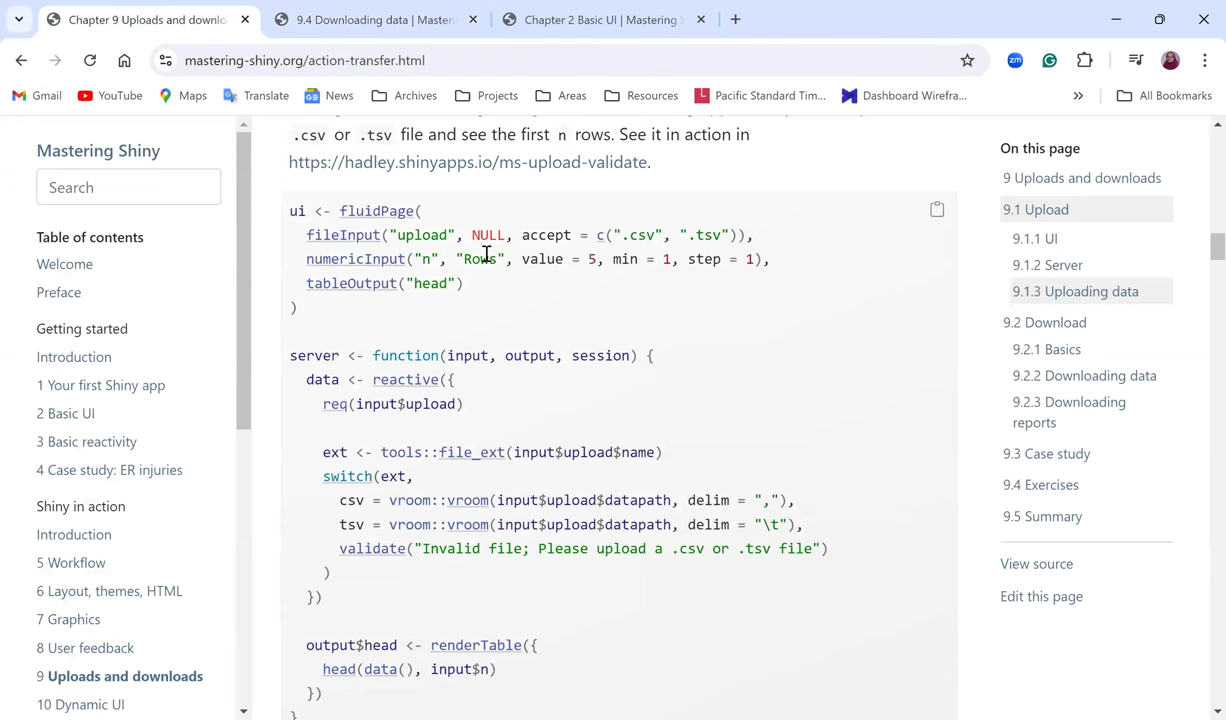 Chapter 9 Uploads and downlo
9.4 Downloading data | Masteri
Chapter 2 Basic UI | Mastering S
mastering-shiny.org/action-transfer.html
Gmail
YouTube
Maps
Translate
News
Archives
Projects
Areas
Resources
Pacific Standard Tim...
Dashboard Wirefra...
»
All Bookmarks
Mastering Shiny
Search
Table of contents
Welcome
Preface
Getting started
Introduction
1 Your first Shiny app
2 Basic UI
3 Basic reactivity
4 Case study: ER injuries
Shiny in action
Introduction
5 Workflow
6 Layout, themes, HTML
7 Graphics
8 User feedback
9 Uploads and downloads
10 Dynamic UI
.csv or .tsv file and see the first n rows. See it in action in
https://hadley.shinyapps.io/ms-upload-validate.
ui <- fluidPage(
fileInput("upload", NULL, accept = c(".csv", ".tsv")),
numericInput("n", "Rows", value = 5, min = 1, step = 1),
tableOutput("head")
)
server <- function(input, output, session) {
data <- reactive({
req(input$upload)
ext <- tools::file_ext(input$upload$name)
switch(ext,
csv = vroom::vroom(input$upload$datapath, delim = ","),
tsv = vroom::vroom(input$upload$datapath, delim = "\t"),
validate("Invalid file; Please upload a .csv or .tsv file")
)
})
output$head <- renderTable({
head(data(), input$n)
})
}
On this page
9 Uploads and downloads
9.1 Upload
9.1.1 UI
9.1.2 Server
9.1.3 Uploading data
9.2 Download
9.2.1 Basics
9.2.2 Downloading data
9.2.3 Downloading
reports
9.3 Case study
9.4 Exercises
9.5 Summary
View source
Edit this page